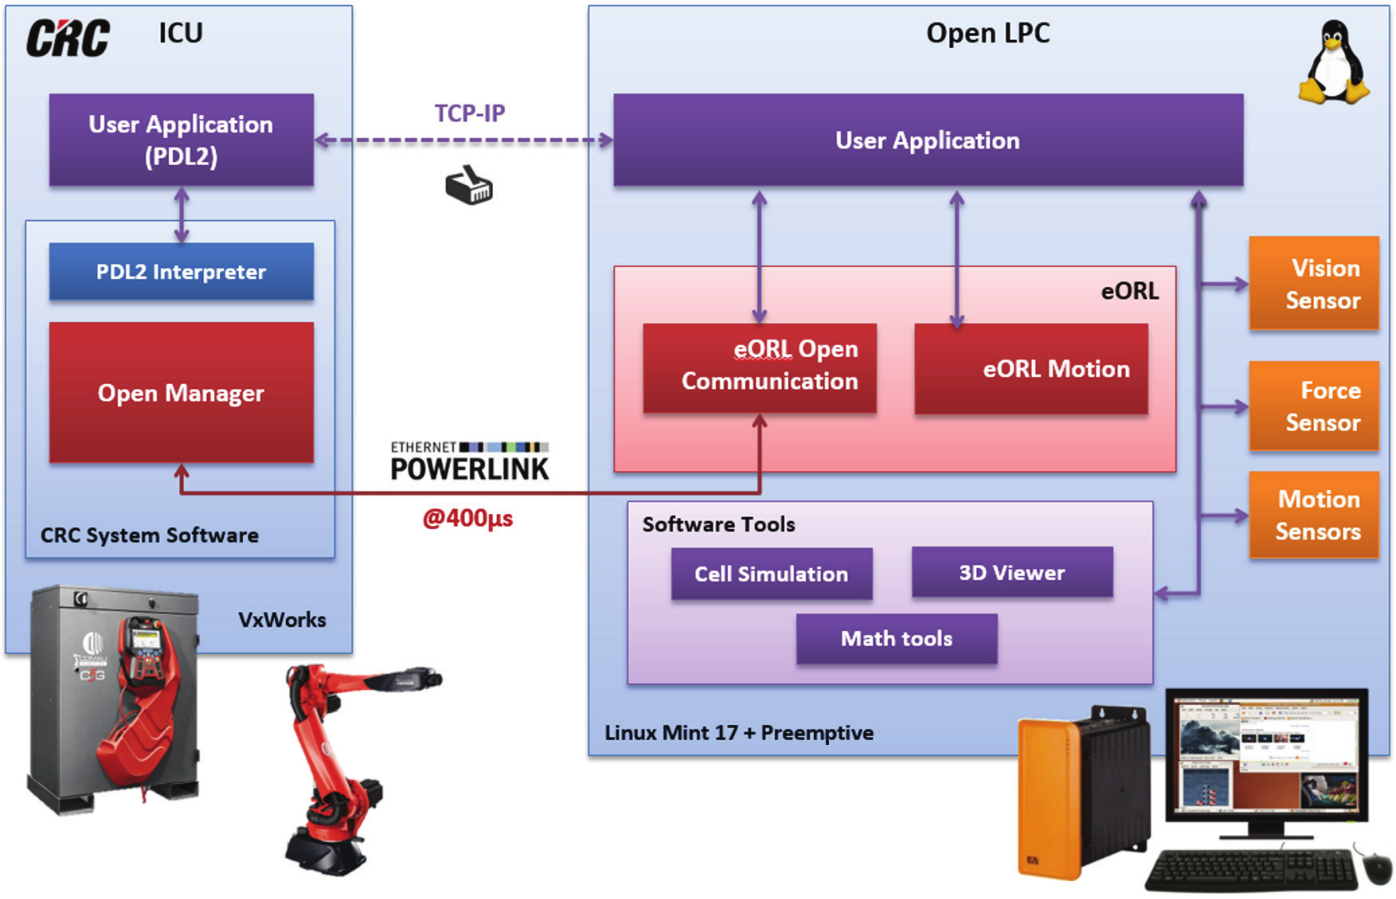 CRC
ICU
User Application
(PDL2)
PDL2 Interpreter
Open Manager
CRC System Software
VxWorks
TCP-IP
ETHERNET
POWERLINK
@400µs
Open LPC
User Application
eORL
eORL Open
Communication
eORL Motion
Vision
Sensor
Force
Sensor
Motion
Sensors
Software Tools
Cell Simulation
3D Viewer
Math tools
Linux Mint 17 + Preemptive
COMAU